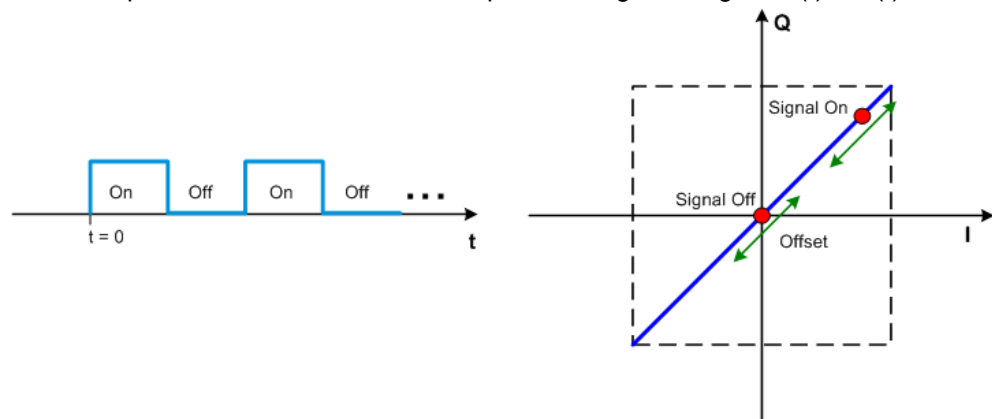 On Off On Off ...
t = 0
t
Q
Signal On
Signal Off
I
Offset